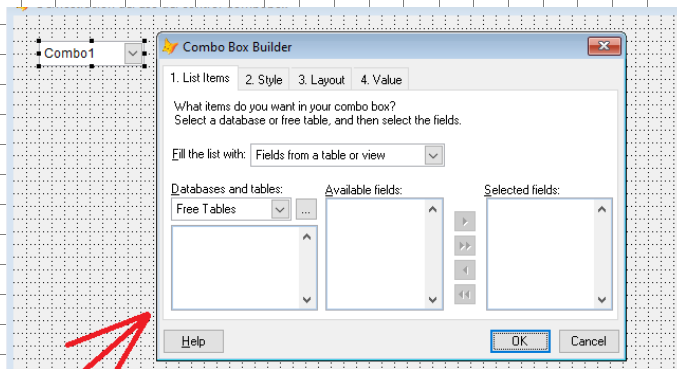 Combo1
Combo Box Builder
1. List Items 2. Style 3. Layout 4. Value
What items do you want in your combo box?
Select a database or free table, and then select the fields.
Fill the list with: Fields from a table or view
Databases and tables: Available fields: Selected fields:
Free Tables ...
Help OK Cancel